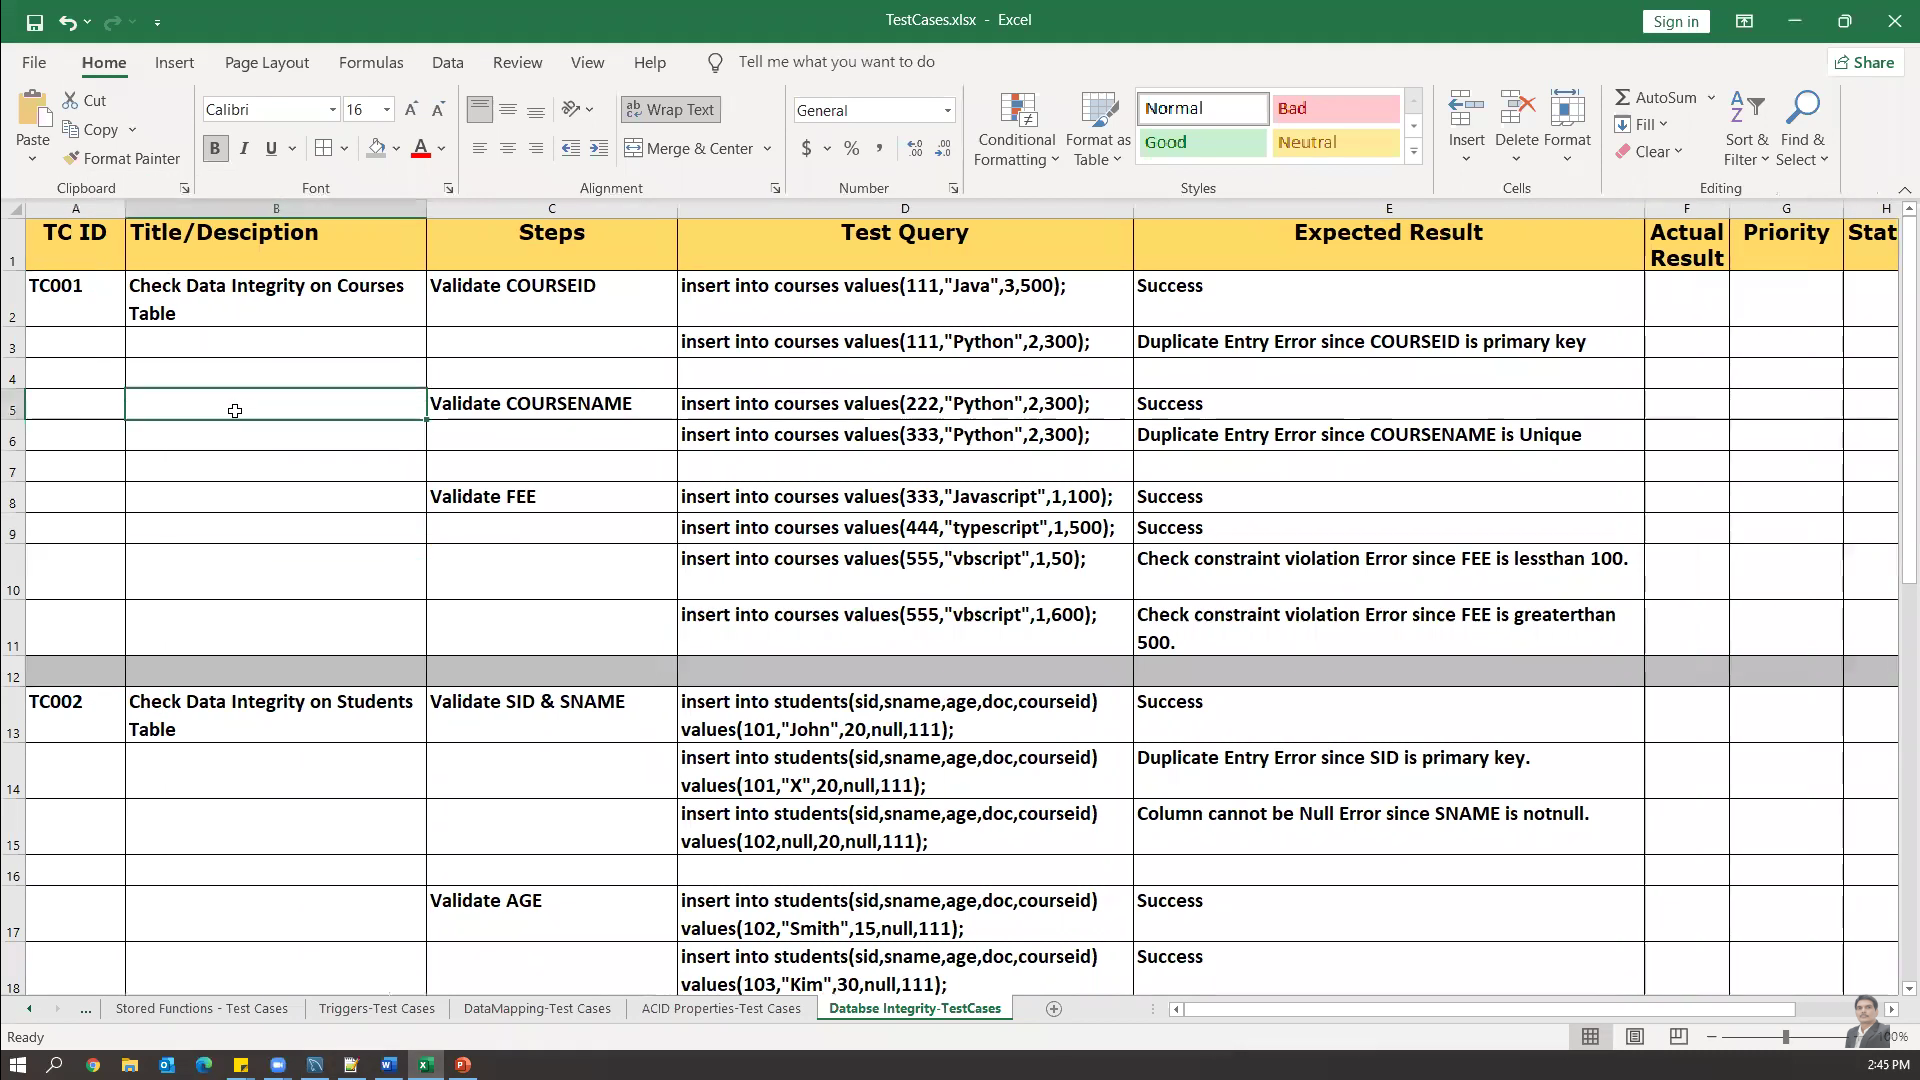 TestCases.xlsx - Excel
Sign in
File Home Insert Page Layout Formulas Data Review View Help Tell me what you want to do Share
Paste
Cut
Copy
Format Painter
Clipboard
Calibri 16
B I U
Font
Wrap Text
Merge & Center
Alignment
General
$ % ,
Number
Conditional Formatting
Format as Table
Normal Bad
Good Neutral
Styles
Insert Delete Format
Cells
AutoSum
Fill
Clear
Sort & Filter
Find & Select
Editing
A B C D E F G H
1 TC ID Title/Desciption Steps Test Query Expected Result Actual Result Priority Stat
2 TC001 Check Data Integrity on Courses Table Validate COURSEID insert into courses values(111,"Java",3,500); Success
3 insert into courses values(111,"Python",2,300); Duplicate Entry Error since COURSEID is primary key
4
5 Validate COURSENAME insert into courses values(222,"Python",2,300); Success
6 insert into courses values(333,"Python",2,300); Duplicate Entry Error since COURSENAME is Unique
7
8 Validate FEE insert into courses values(333,"Javascript",1,100); Success
9 insert into courses values(444,"typescript",1,500); Success
10 insert into courses values(555,"vbscript",1,50); Check constraint violation Error since FEE is lessthan 100.
11 insert into courses values(555,"vbscript",1,600); Check constraint violation Error since FEE is greaterthan 500.
12
13 TC002 Check Data Integrity on Students Table Validate SID & SNAME insert into students(sid,sname,age,doc,courseid) values(101,"John",20,null,111); Success
14 insert into students(sid,sname,age,doc,courseid) values(101,"X",20,null,111); Duplicate Entry Error since SID is primary key.
15 insert into students(sid,sname,age,doc,courseid) values(102,null,20,null,111); Column cannot be Null Error since SNAME is notnull.
16
17 Validate AGE insert into students(sid,sname,age,doc,courseid) values(102,"Smith",15,null,111); Success
18 insert into students(sid,sname,age,doc,courseid) values(103,"Kim",30,null,111); Success
... Stored Functions - Test Cases Triggers-Test Cases DataMapping-Test Cases ACID Properties-Test Cases Databse Integrity-TestCases
Ready
2:45 PM